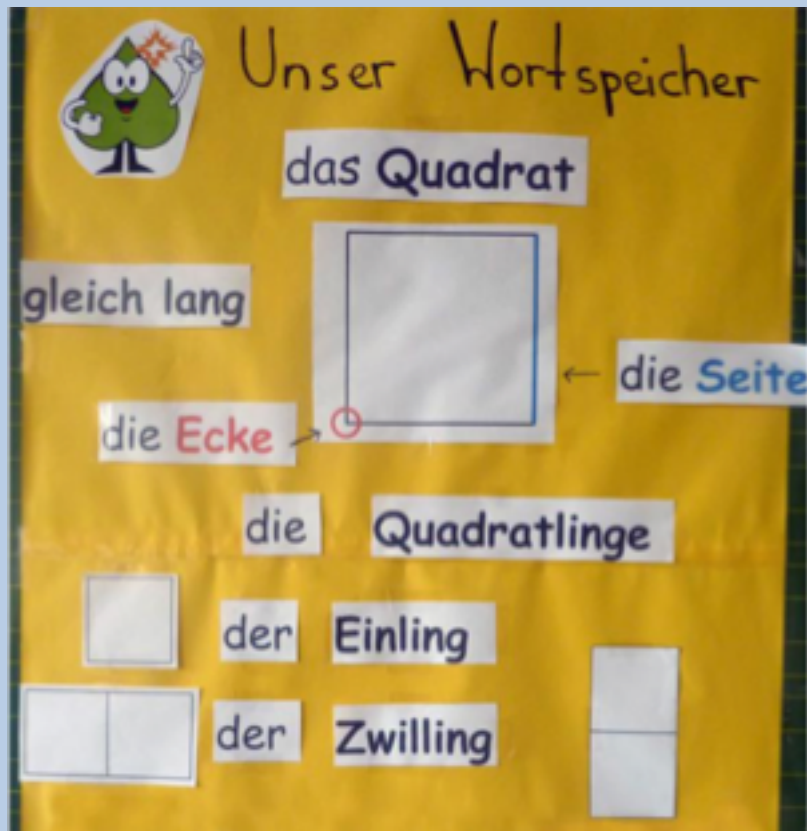 Unser Wortspeicher
das Quadrat
gleich lang
← die Seite
die Ecke →
die Quadratlinge
der Einling
der Zwilling